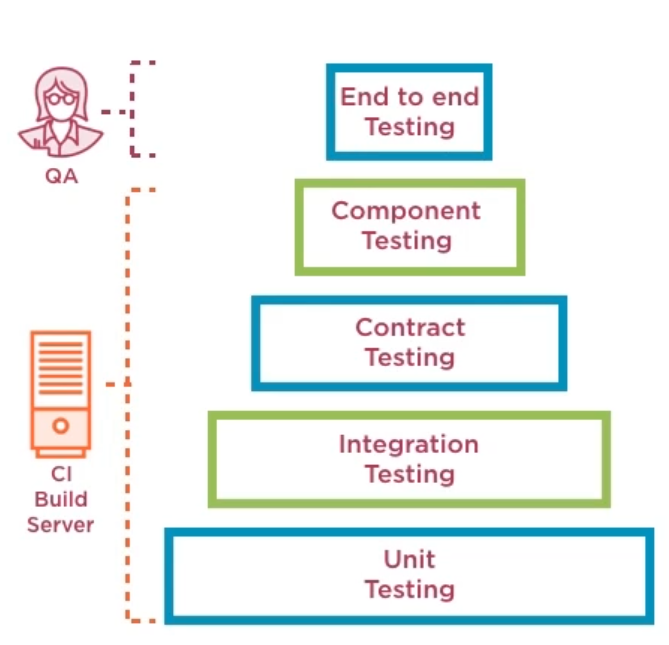 End to end
Testing
QA
Component
Testing
Contract
Testing
Integration
Testing
CI
Build
Server
Unit
Testing